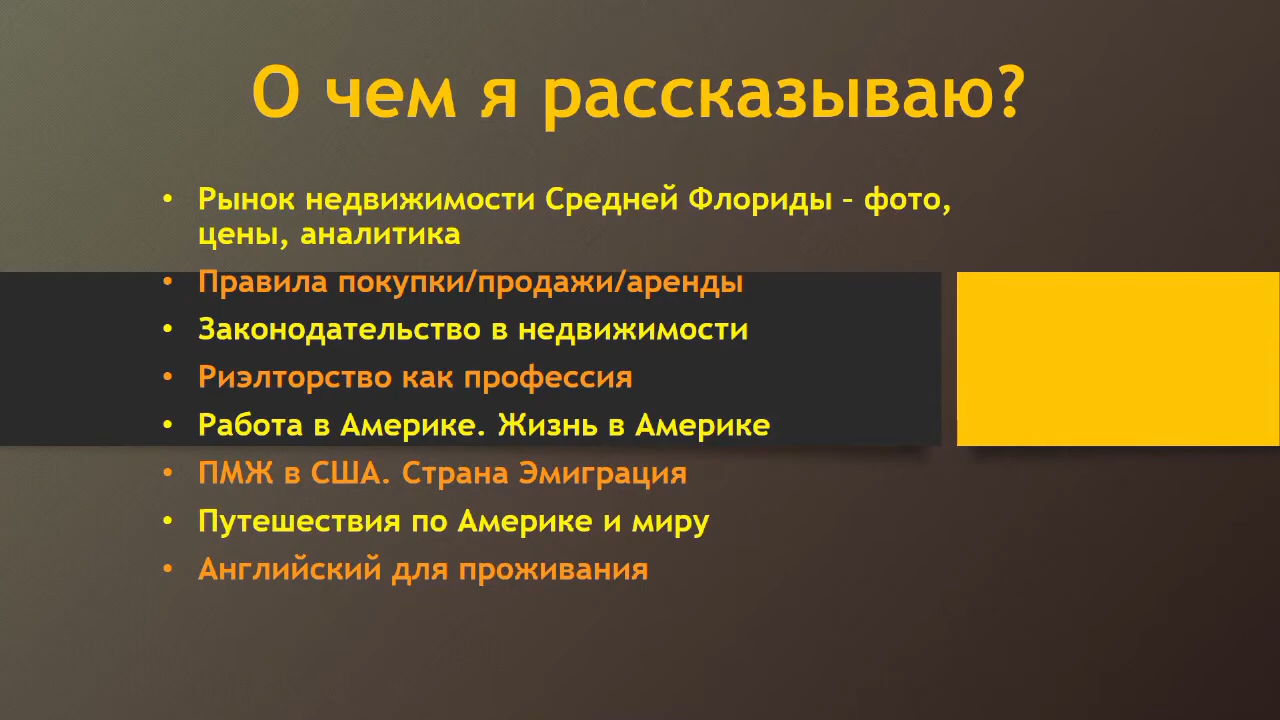 О чем я рассказываю?
• Рынок недвижимости Средней Флориды – фото,
цены, аналитика
• Правила покупки/продажи/аренды
• Законодательство в недвижимости
• Риэлторство как профессия
• Работа в Америке. Жизнь в Америке
• ПМЖ в США. Страна Эмиграция
• Путешествия по Америке и миру
• Английский для проживания